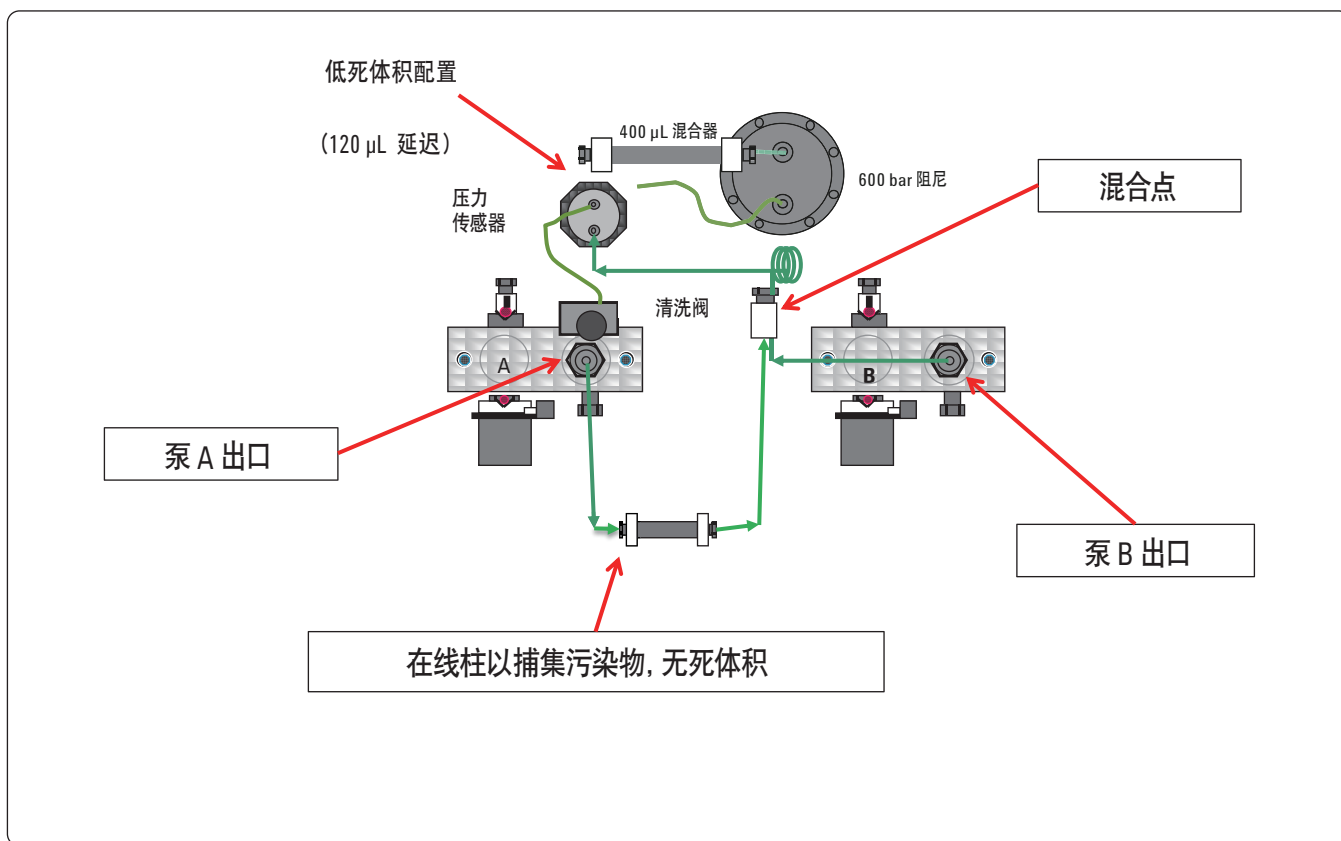 低死体积配置
（120 µL 延迟）
400 µL 混合器
600 bar 阻尼
混合点
压力
传感器
清洗阀
A
B
泵 A 出口
泵 B 出口
在线柱以捕集污染物, 无死体积